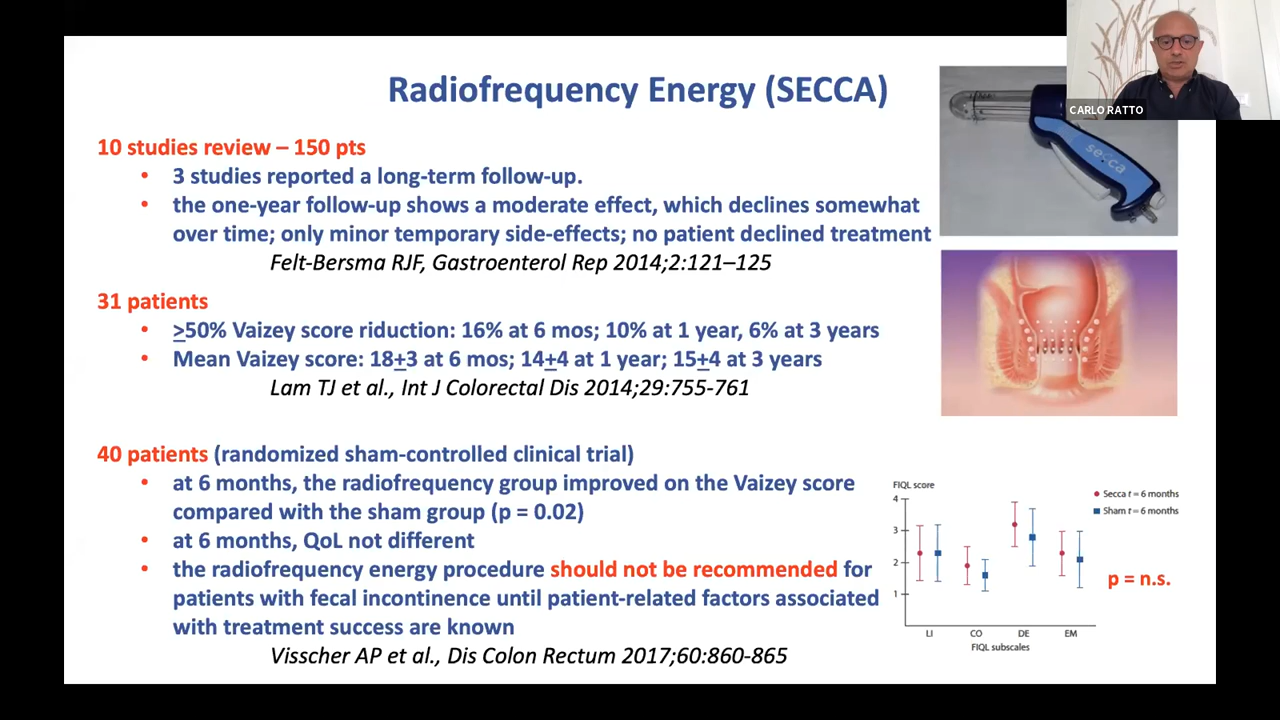 Radiofrequency Energy (SECCA)
CARLO RATTO
secca
10 studies review – 150 pts
• 3 studies reported a long-term follow-up.
• the one-year follow-up shows a moderate effect, which declines somewhat
over time; only minor temporary side-effects; no patient declined treatment
Felt-Bersma RJF, Gastroenterol Rep 2014;2:121–125
31 patients
• >50% Vaizey score riduction: 16% at 6 mos; 10% at 1 year, 6% at 3 years
• Mean Vaizey score: 18+3 at 6 mos; 14+4 at 1 year; 15+4 at 3 years
Lam TJ et al., Int J Colorectal Dis 2014;29:755-761
40 patients (randomized sham-controlled clinical trial)
• at 6 months, the radiofrequency group improved on the Vaizey score
compared with the sham group (p = 0.02)
• at 6 months, QoL not different
• the radiofrequency energy procedure should not be recommended for
patients with fecal incontinence until patient-related factors associated
with treatment success are known
Visscher AP et al., Dis Colon Rectum 2017;60:860-865
FIQL score
4
3
2
1
LI CO DE EM
FIQL subscales
Secca t = 6 months
Sham t = 6 months
p = n.s.